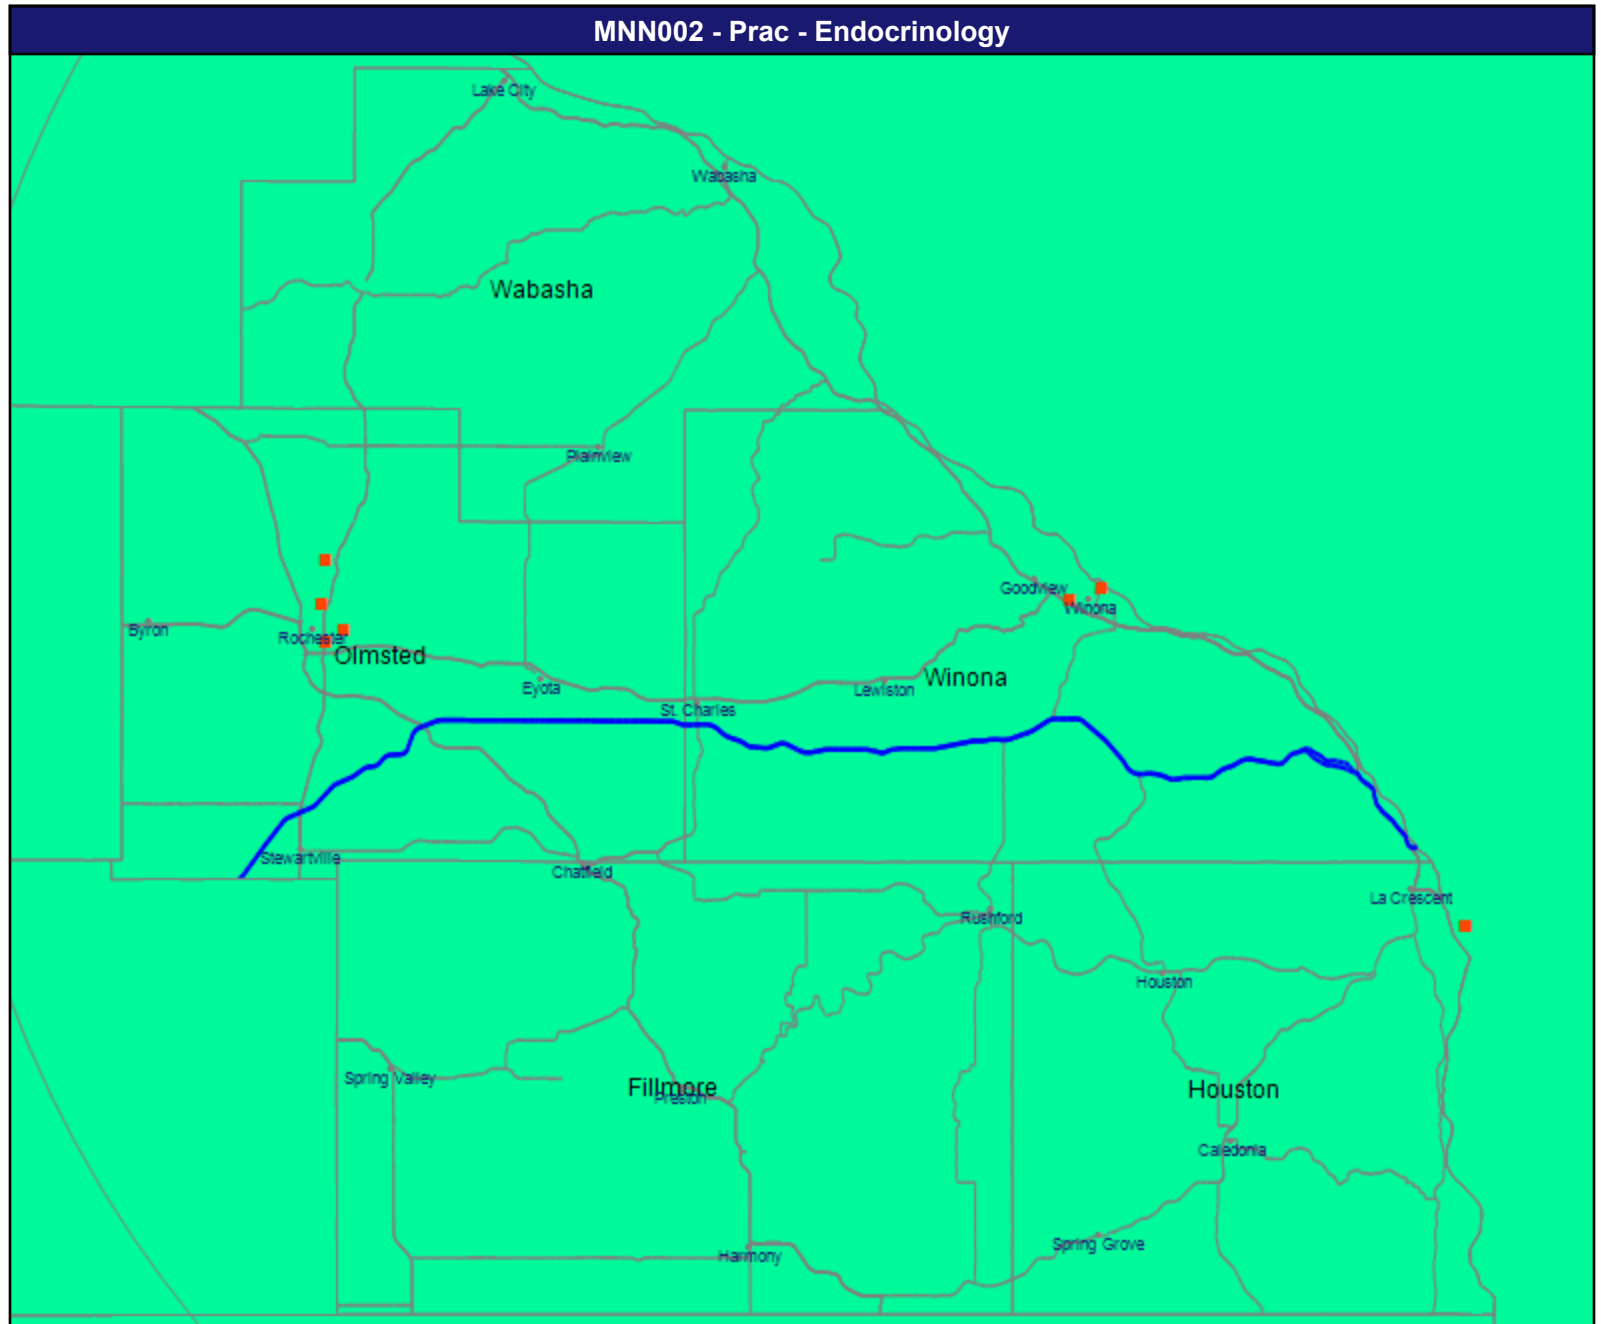 MNN002 - Prac - Endocrinology
Lake City
Wabasha
Wabasha
Plainview
Goodview
Winona
Byron
Rochester
Olmsted
Winona
Eyota
Lewiston
St. Charles
Stewartville
Chatfield
La Crescent
Rushford
Houston
Spring Valley
Fillmore
Preston
Houston
Caledonia
Spring Grove
Harmony